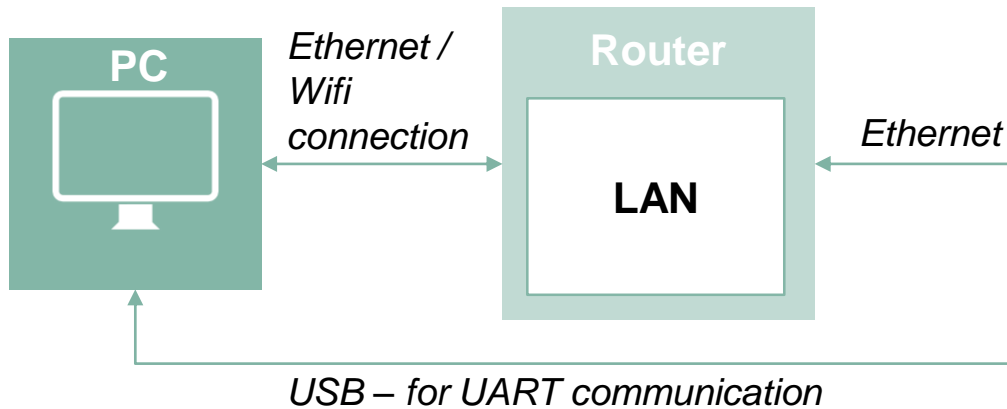 PC
Ethernet /
Wifi
connection
Router
LAN
Ethernet
USB – for UART communication